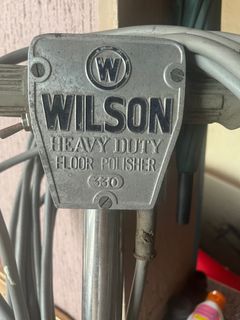 W
WILSON
HEAVY DUTY
FLOOR POLISHER
330